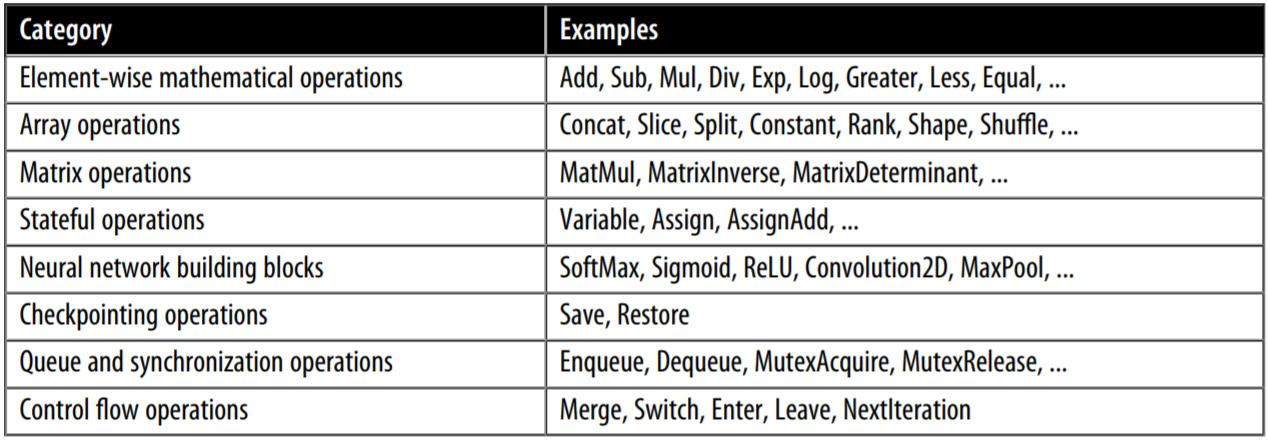 Category Examples
Element-wise mathematical operations Add, Sub, Mul, Div, Exp, Log, Greater, Less, Equal, ...
Array operations Concat, Slice, Split, Constant, Rank, Shape, Shuffle, ...
Matrix operations MatMul, MatrixInverse, MatrixDeterminant, ...
Stateful operations Variable, Assign, AssignAdd, ...
Neural network building blocks SoftMax, Sigmoid, ReLU, Convolution2D, MaxPool, ...
Checkpointing operations Save, Restore
Queue and synchronization operations Enqueue, Dequeue, MutexAcquire, MutexRelease, ...
Control flow operations Merge, Switch, Enter, Leave, NextIteration